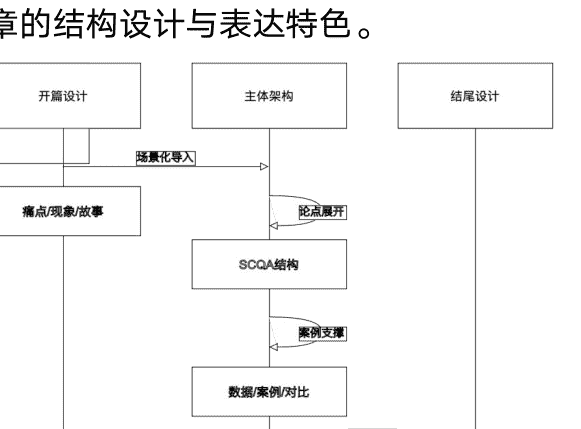 章的结构设计与表达特色。
开篇设计
主体架构
结尾设计
场景化导入
痛点/现象/故事
论点展开
SCQA结构
案例支撑
数据/案例/对比